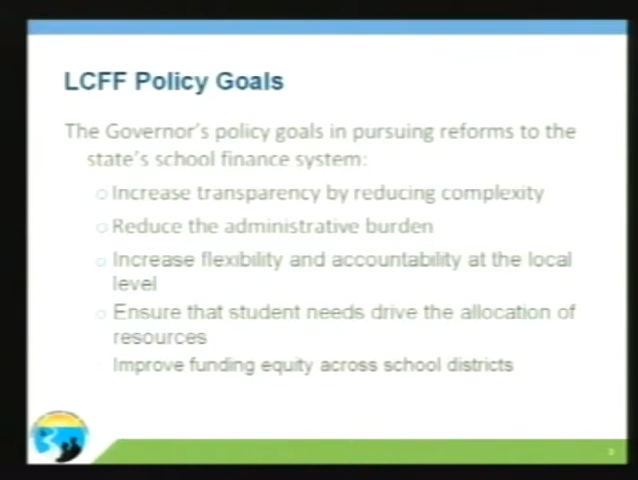 LCFF Policy Goals
The Governor's policy goals in pursuing reforms to the
state's school finance system:
Increase transparency by reducing complexity
Reduce the administrative burden
Increase flexibility and accountability at the local
level
Ensure that student needs drive the allocation of
resources
Improve funding equity across school districts